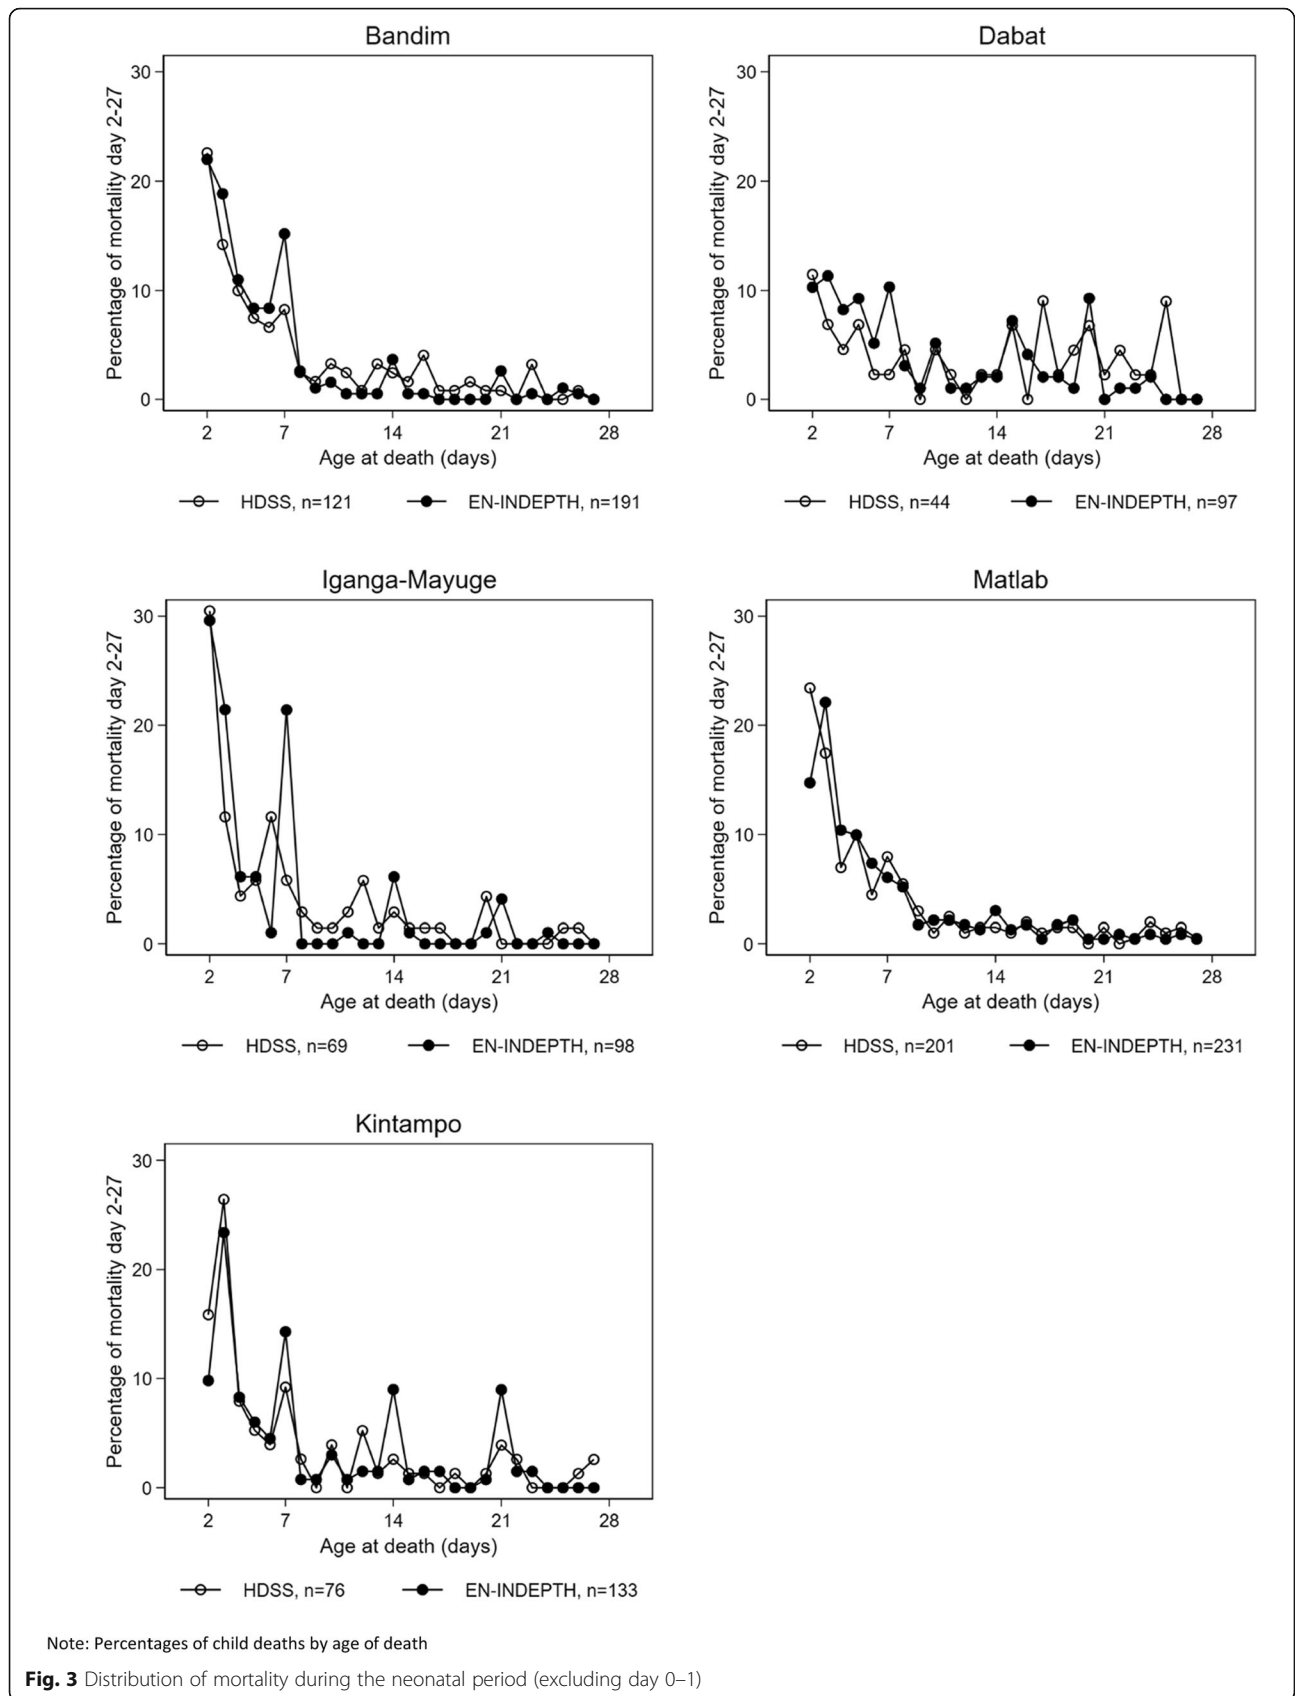 Bandim
Percentage of mortality day 2-27
30
20
10
0
2 7 14 21 28
Age at death (days)
HDSS, n=121 EN-INDEPTH, n=191
Dabat
Percentage of mortality day 2-27
30
20
10
0
2 7 14 21 28
Age at death (days)
HDSS, n=44 EN-INDEPTH, n=97
Iganga-Mayuge
Percentage of mortality day 2-27
30
20
10
0
2 7 14 21 28
Age at death (days)
HDSS, n=69 EN-INDEPTH, n=98
Matlab
Percentage of mortality day 2-27
30
20
10
0
2 7 14 21 28
Age at death (days)
HDSS, n=201 EN-INDEPTH, n=231
Kintampo
Percentage of mortality day 2-27
30
20
10
0
2 7 14 21 28
Age at death (days)
HDSS, n=76 EN-INDEPTH, n=133
Note: Percentages of child deaths by age of death
Fig. 3 Distribution of mortality during the neonatal period (excluding day 0–1)